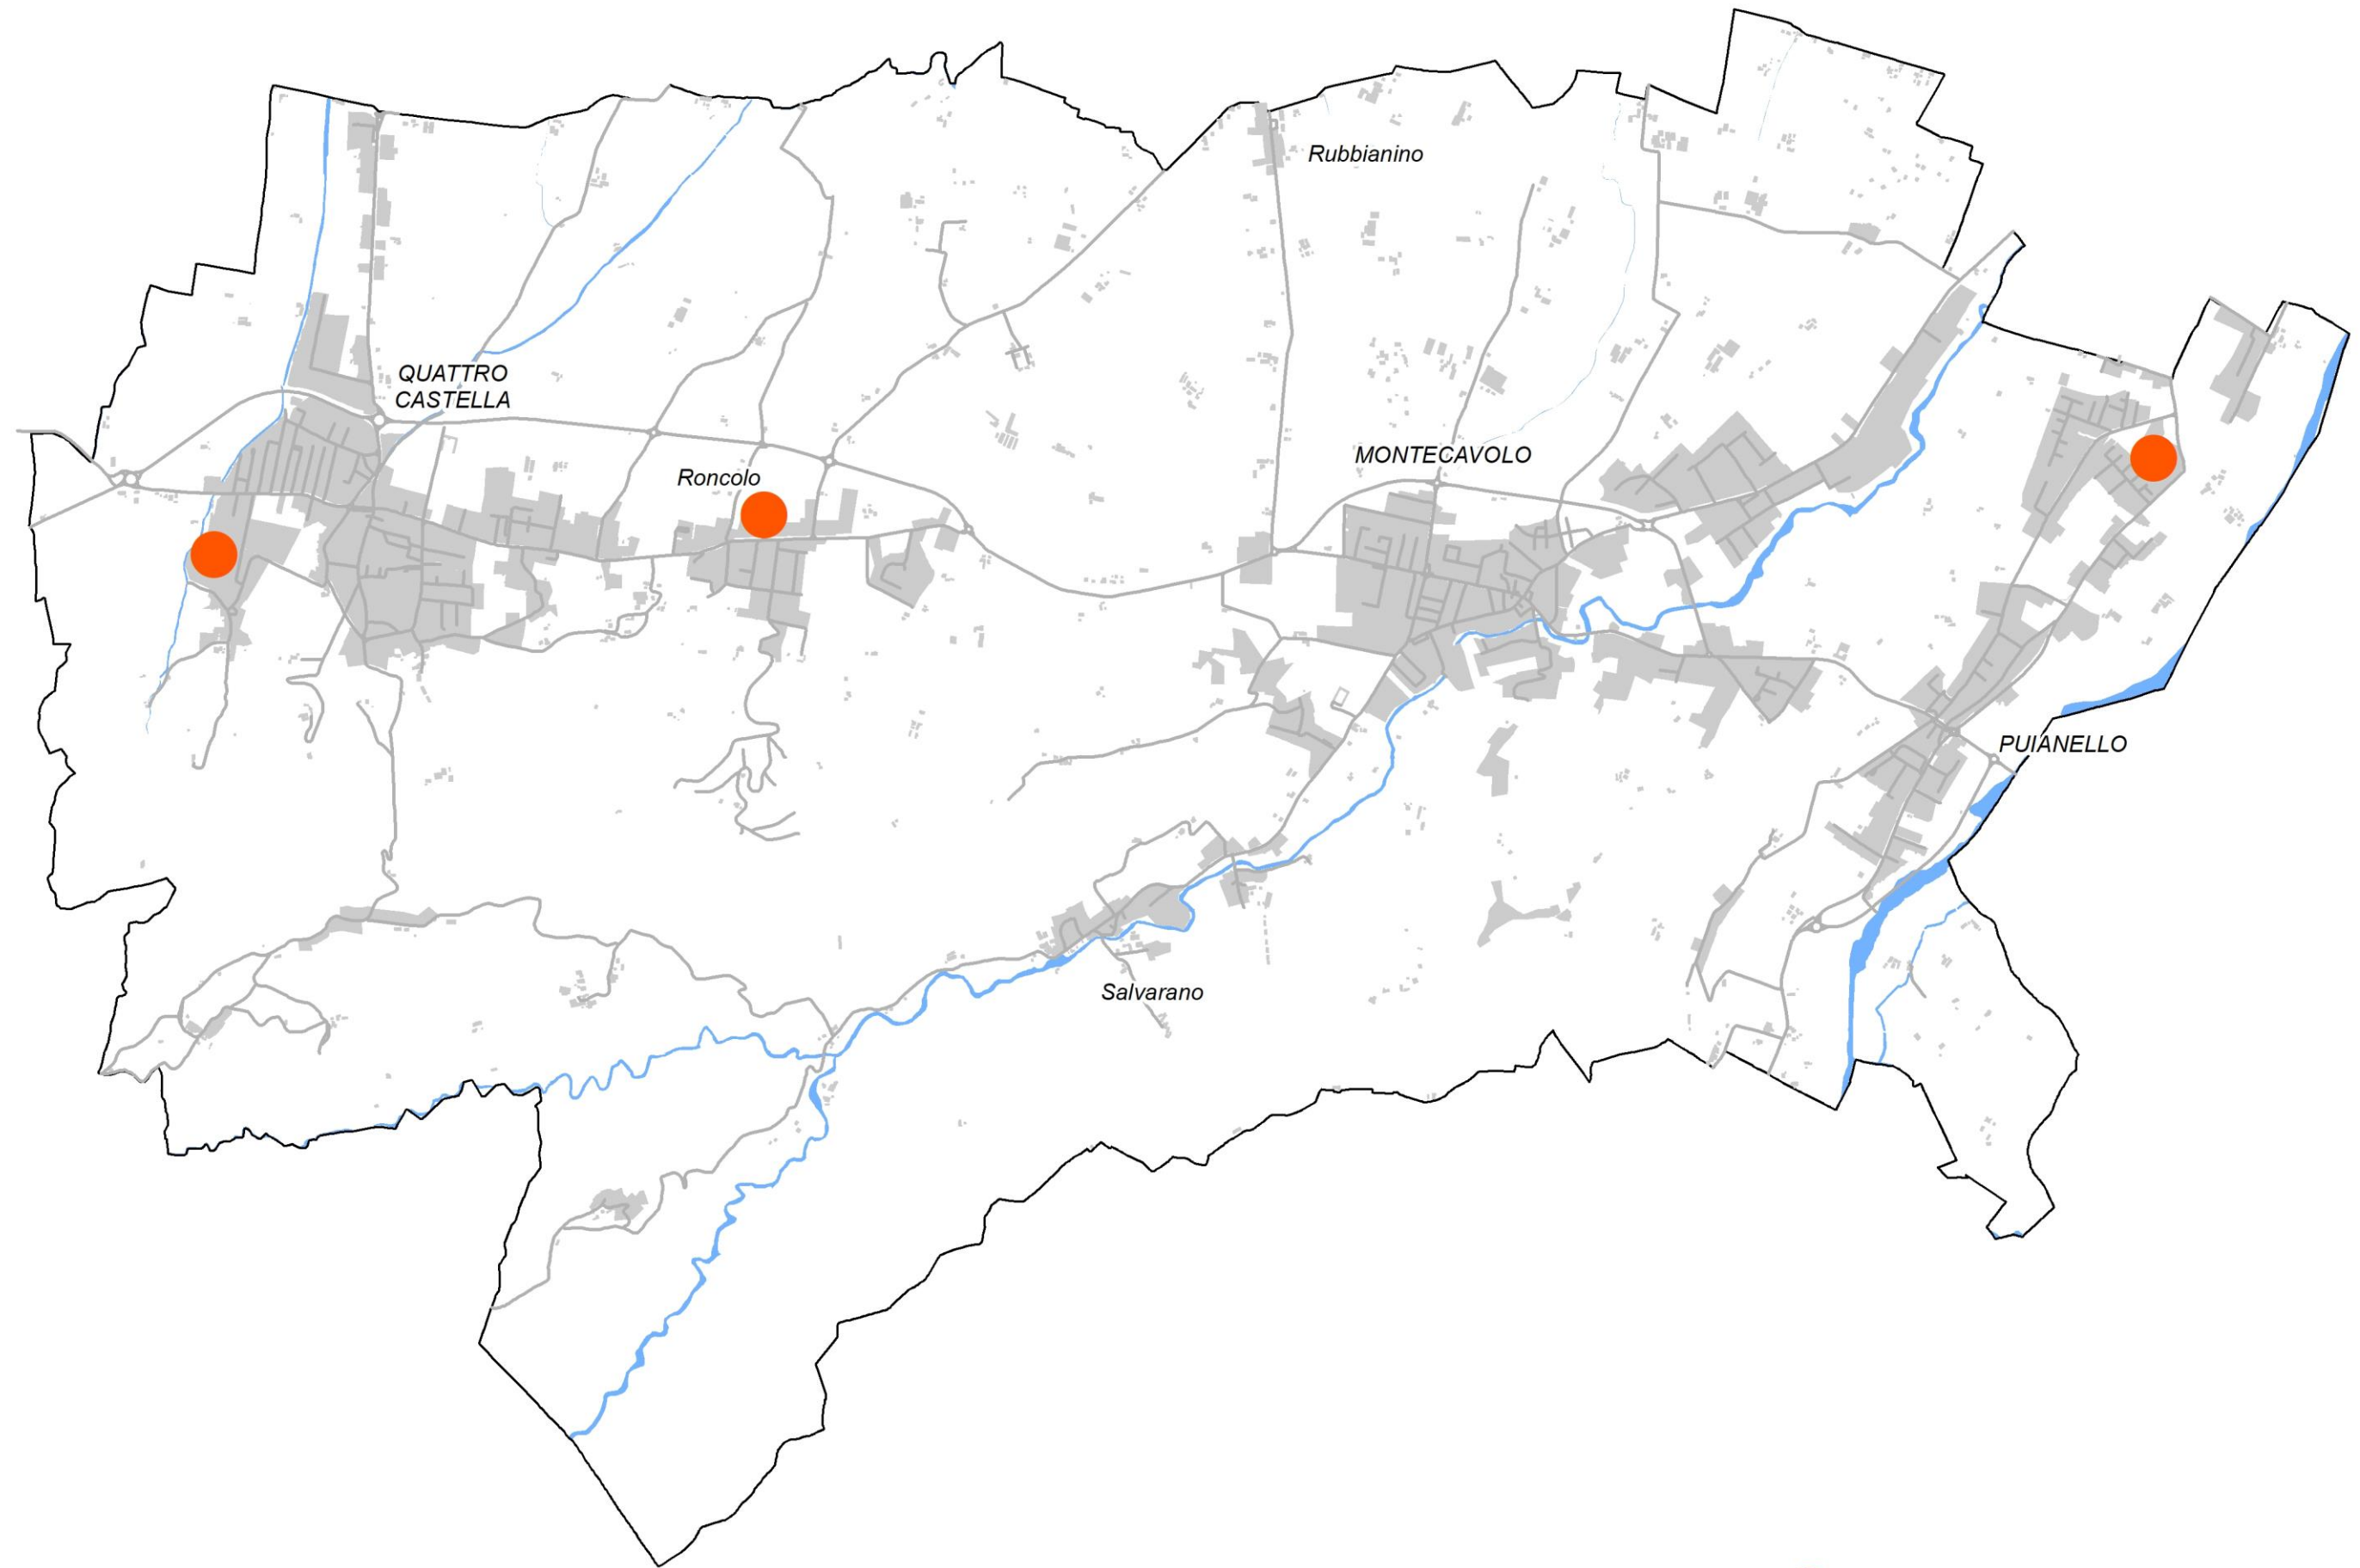 Rubbianino
QUATTRO
CASTELLA
MONTECAVOLO
Roncolo
PUIANELLO
Salvarano